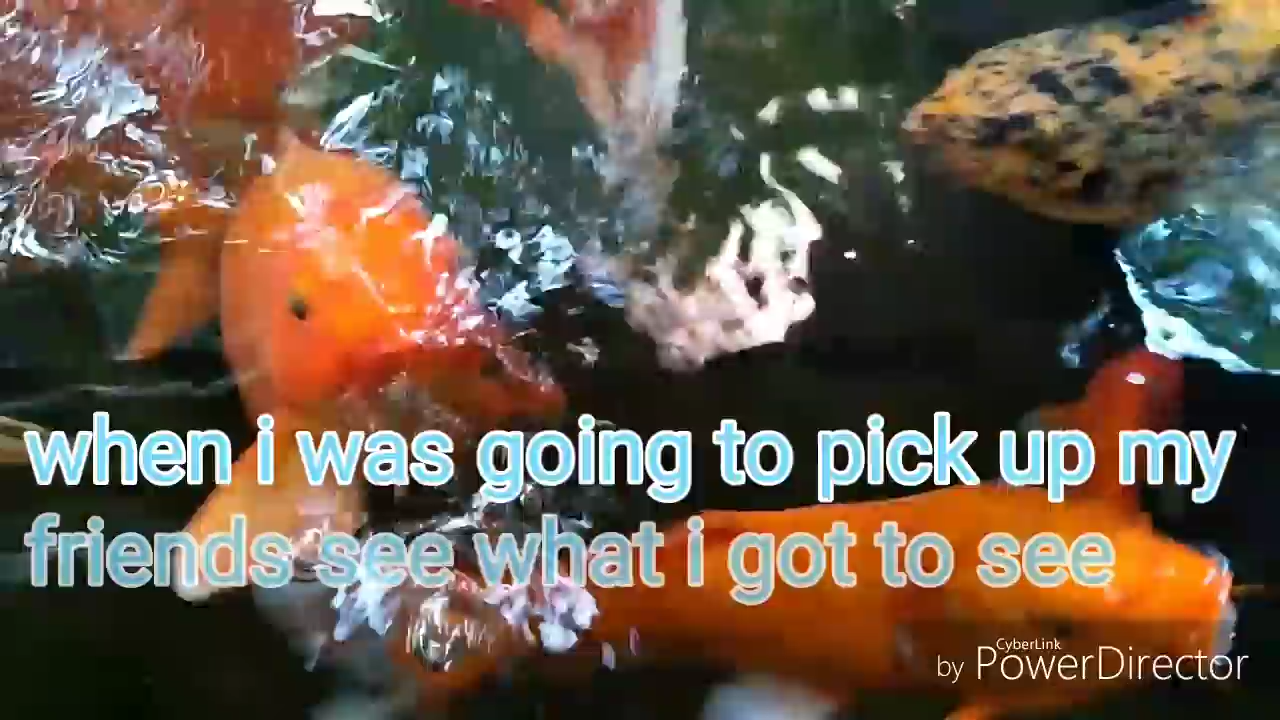 when i was going to pick up my
friends see what i got to see
CyberLink
by PowerDirector